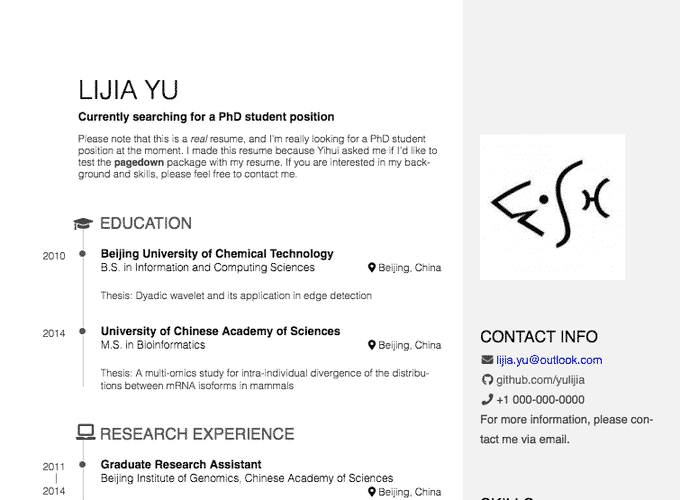 LIJIA YU
Currently searching for a PhD student position
Please note that this is a real resume, and I'm really looking for a PhD student
position at the moment. I made this resume because Yihui asked me if I'd like to
test the pagedown package with my resume. If you are interested in my back-
ground and skills, please feel free to contact me.
EDUCATION
2010
Beijing University of Chemical Technology
B.S. in Information and Computing Sciences
Beijing, China
Thesis: Dyadic wavelet and its application in edge detection
2014
University of Chinese Academy of Sciences
M.S. in Bioinformatics
Beijing, China
Thesis: A multi-omics study for intra-individual divergence of the distribu-
tions between mRNA isoforms in mammals
RESEARCH EXPERIENCE
2011
2014
Graduate Research Assistant
Beijing Institute of Genomics, Chinese Academy of Sciences
Beijing, China
CONTACT INFO
lijia.yu@outlook.com
github.com/yulijia
+1 000-000-0000
For more information, please con-
tact me via email.